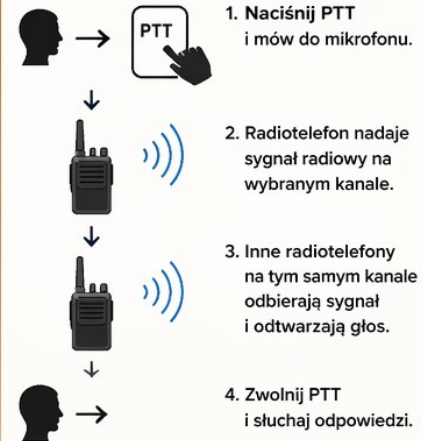 PTT
1. Naciśnij PTT
i mów do mikrofonu.
2. Radiotelefon nadaje
sygnał radiowy na
wybranym kanale.
3. Inne radiotelefony
na tym samym kanale
odbierają sygnał
i odtwarzają głos.
4. Zwolnij PTT
i słuchaj odpowiedzi.